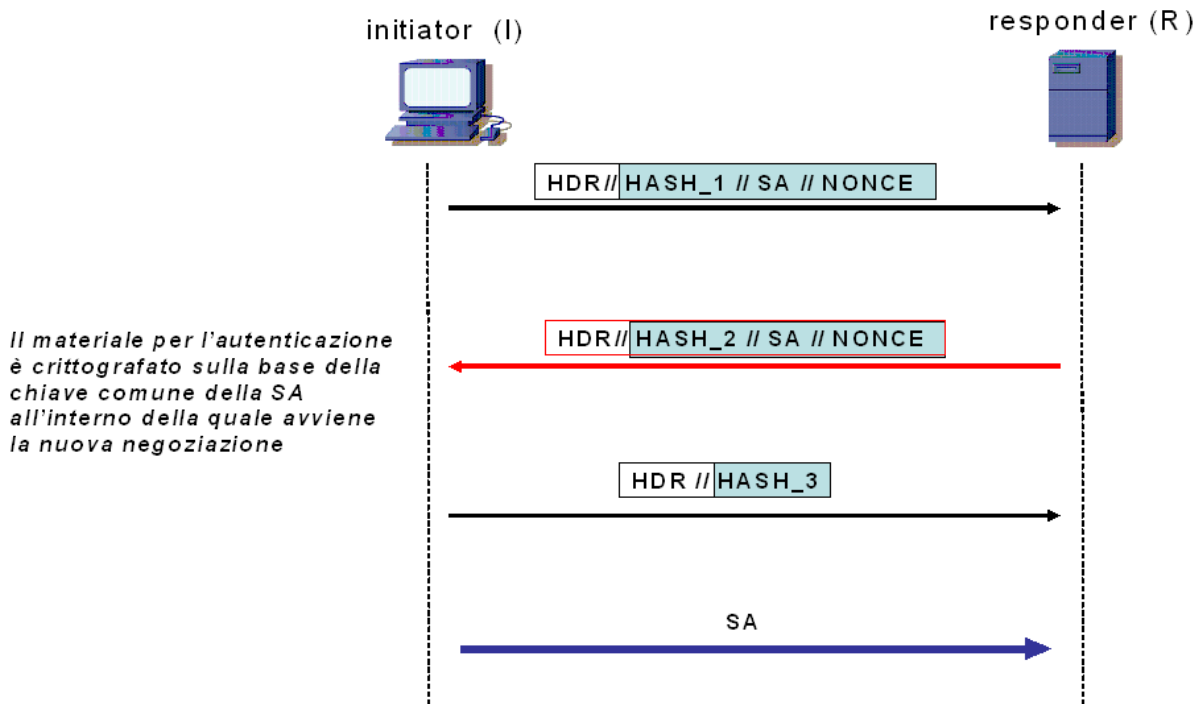 initiator (I)
responder (R)
HDR// HASH_1 // SA // NONCE
HDR// HASH_2 // SA // NONCE
Il materiale per l'autenticazione
è crittografato sulla base della
chiave comune della SA
all'interno della quale avviene
la nuova negoziazione
HDR // HASH_3
SA